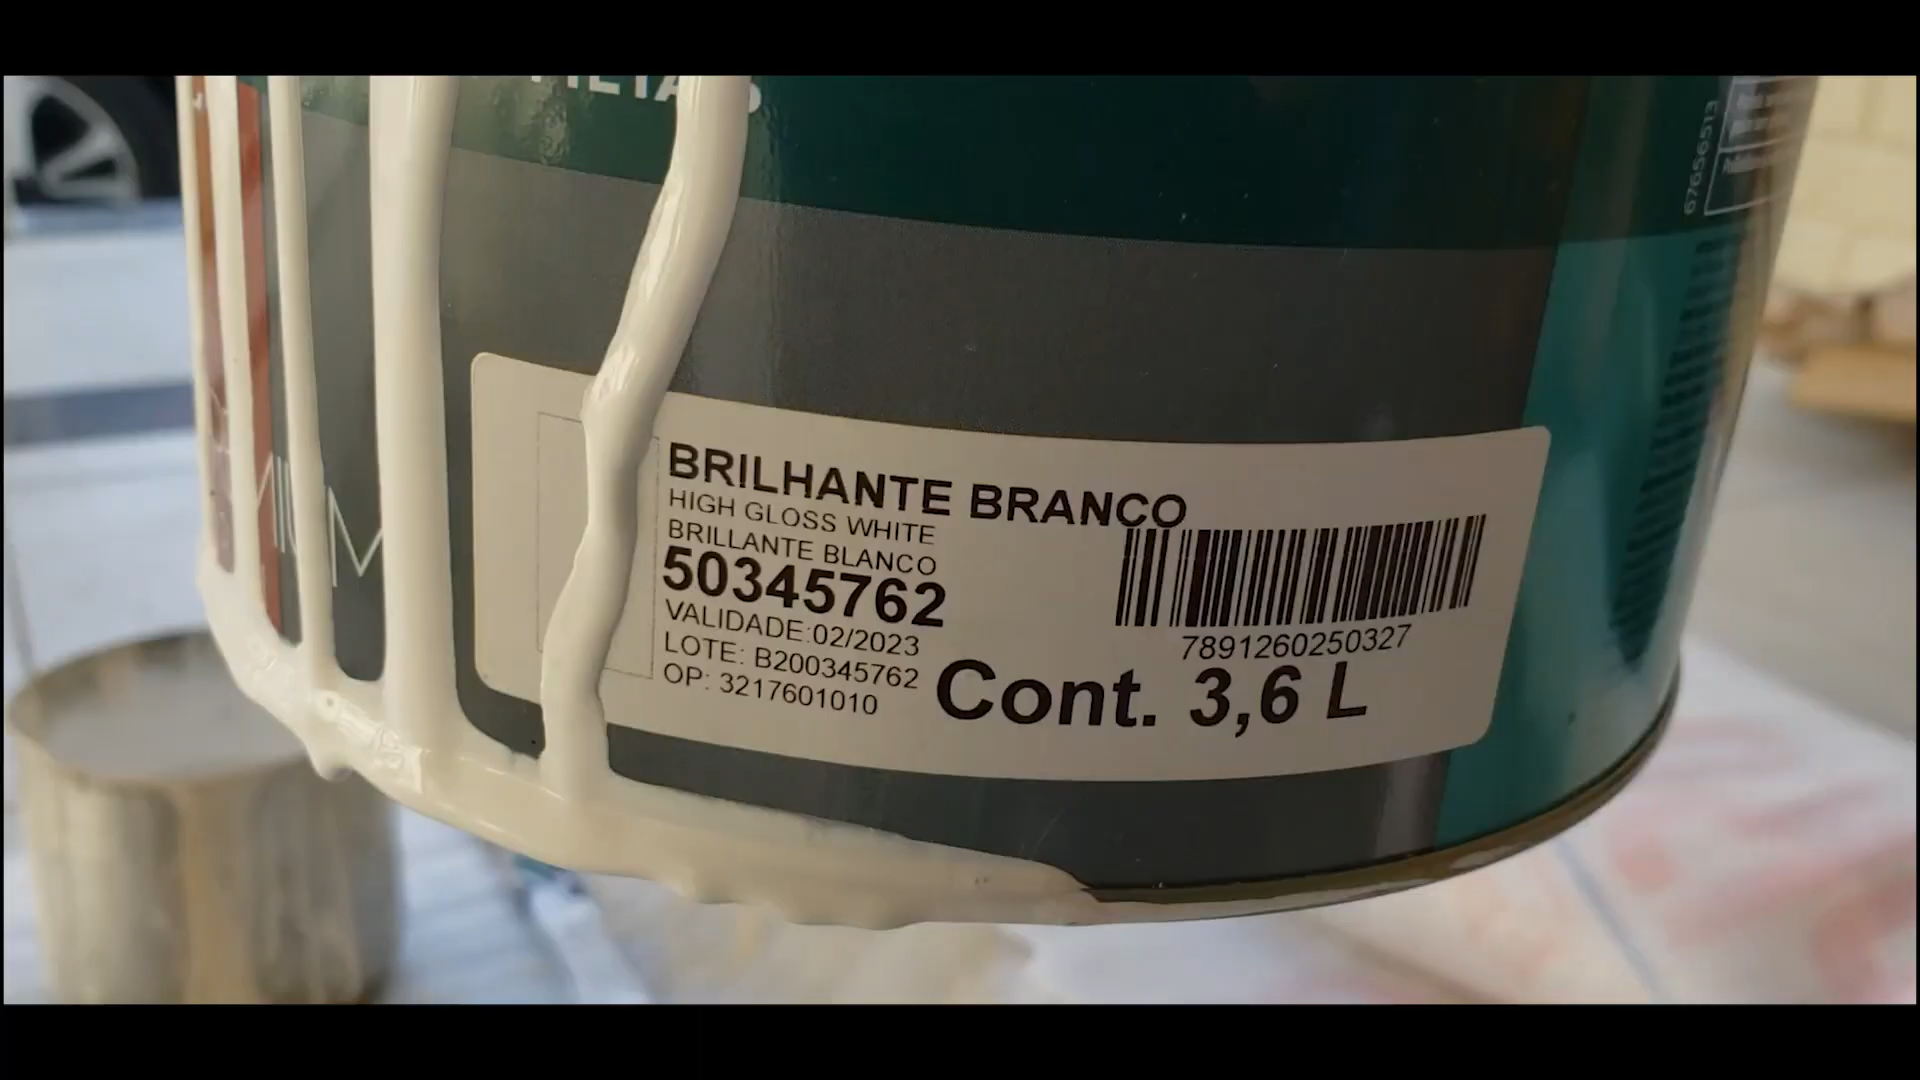 67656513
BRILHANTE BRANCO
HIGH GLOSS WHITE
BRILLANTE BLANCO
50345762
VALIDADE:02/2023
LOTE: B200345762
OP: 3217601010
7891260250327
Cont. 3,6 L